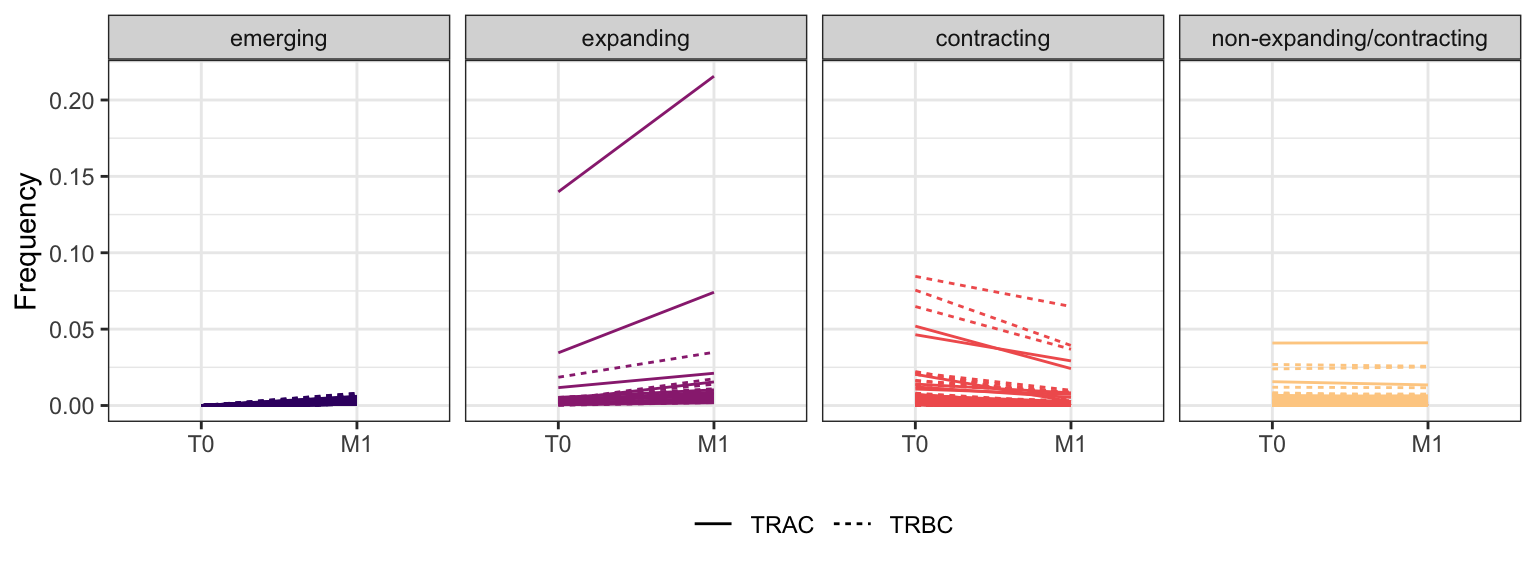 emerging expanding contracting non-expanding/contracting
Frequency
0.20
0.15
0.10
0.05
0.00
T0 M1 T0 M1 T0 M1 T0 M1
TRAC TRBC